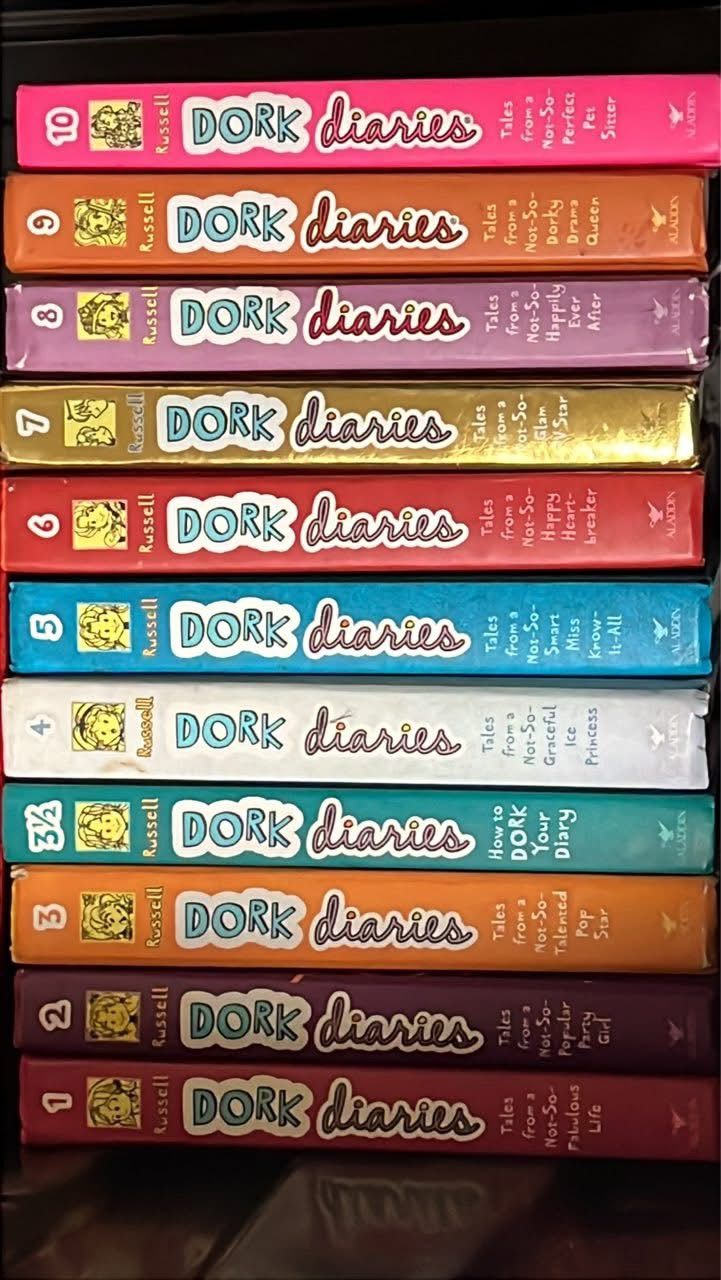 10
Russell
DORK diaries
Tales
from a
Not-So-
Perfect
Pet
Sitter
ALADDIN
9
Russell
DORK diaries
Tales
from a
Not-So-
Dorky
Drama
Queen
ALADDIN
8
Russell
DORK diaries
Tales
from a
Not-So-
Happily
Ever
After
ALADDIN
7
Russell
DORK diaries
Tales
from a
Glam
Star
6
Russell
DORK diaries
Tales
from a
Not-So-
Happy
Heart-
breaker
ALADDIN
5
Russell
DORK diaries
Tales
from a
Not-So-
Smart
Miss
Know-
It-All
ALADDIN
4
Russell
DORK diaries
Tales
from a
Not-So-
Graceful
Ice
Princess
ALADDIN
3½
Russell
DORK diaries
How to
DORK
Your
Diary
ALADDIN
3
Russell
DORK diaries
Tales
from a
Not-So-
Talented
Pop
Star
2
Russell
DORK diaries
Tales
from a
Not-So-
Popular
Party
Girl
1
Russell
DORK diaries
Tales
from a
Not-So-
Fabulous
Life